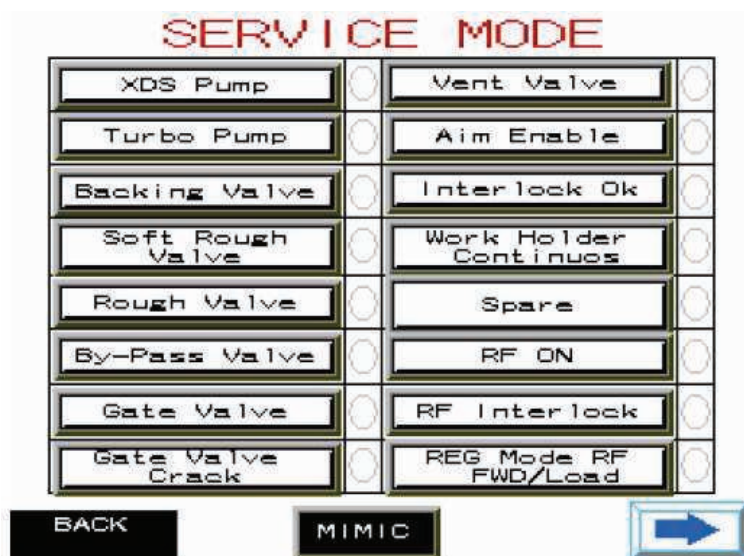 SERVICE MODE
XDS Pump
Vent Valve
Turbo Pump
Aim Enable
Backing Valve
Interlock Ok
Soft Rough
Valve
Work Holder
Continuos
Rough Valve
Spare
By-Pass Valve
RF ON
Gate Valve
RF Interlock
Gate Valve
Crack
REG Mode RF
FWD/Load
BACK
MIMIC